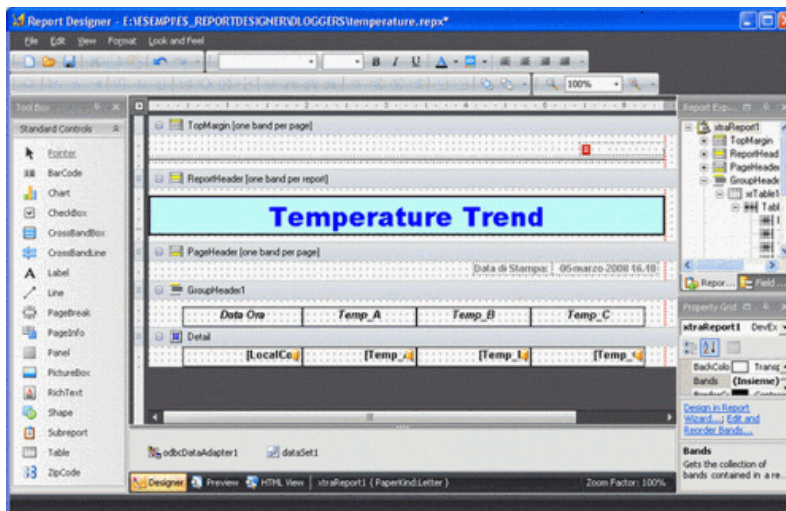 Report Designer - E:\ESEMPI\ES_REPORTDESIGNER\DLOGGERS\temperature.repx*
File Edit View Format Look and Feel
B I U A 100%
Tool Box
Report Exp...
Standard Controls
Pointer
BarCode
Chart
CheckBox
CrossBandBox
CrossBandLine
Label
Line
PageBreak
PageInfo
Panel
PictureBox
RichText
Shape
Subreport
Table
ZipCode
TopMargin [one band per page]
ReportHeader [one band per report]
Temperature Trend
PageHeader [one band per page]
Data di Stampa: 05 marzo 2008 16.18
GroupHeader1
Data Ora Temp_A Temp_B Temp_C
Detail
[LocalCo [Temp_ [Temp_ [Temp_
odbcDataAdapter1 dataSet1
Designer Preview HTML View xtraReport1 { PaperKind:Letter } Zoom Factor: 100%
xtraReport1
TopMargin
ReportHead
PageHeader
GroupHeade
xrTable1
Tabl
Repor... Field ...
Property Grid
xtraReport1 DevEx
BackColo Transp
Bands (Insieme)
Design in Report
Wizard...; Edit and
Reorder Bands...
Bands
Gets the collection of
bands contained in a re...